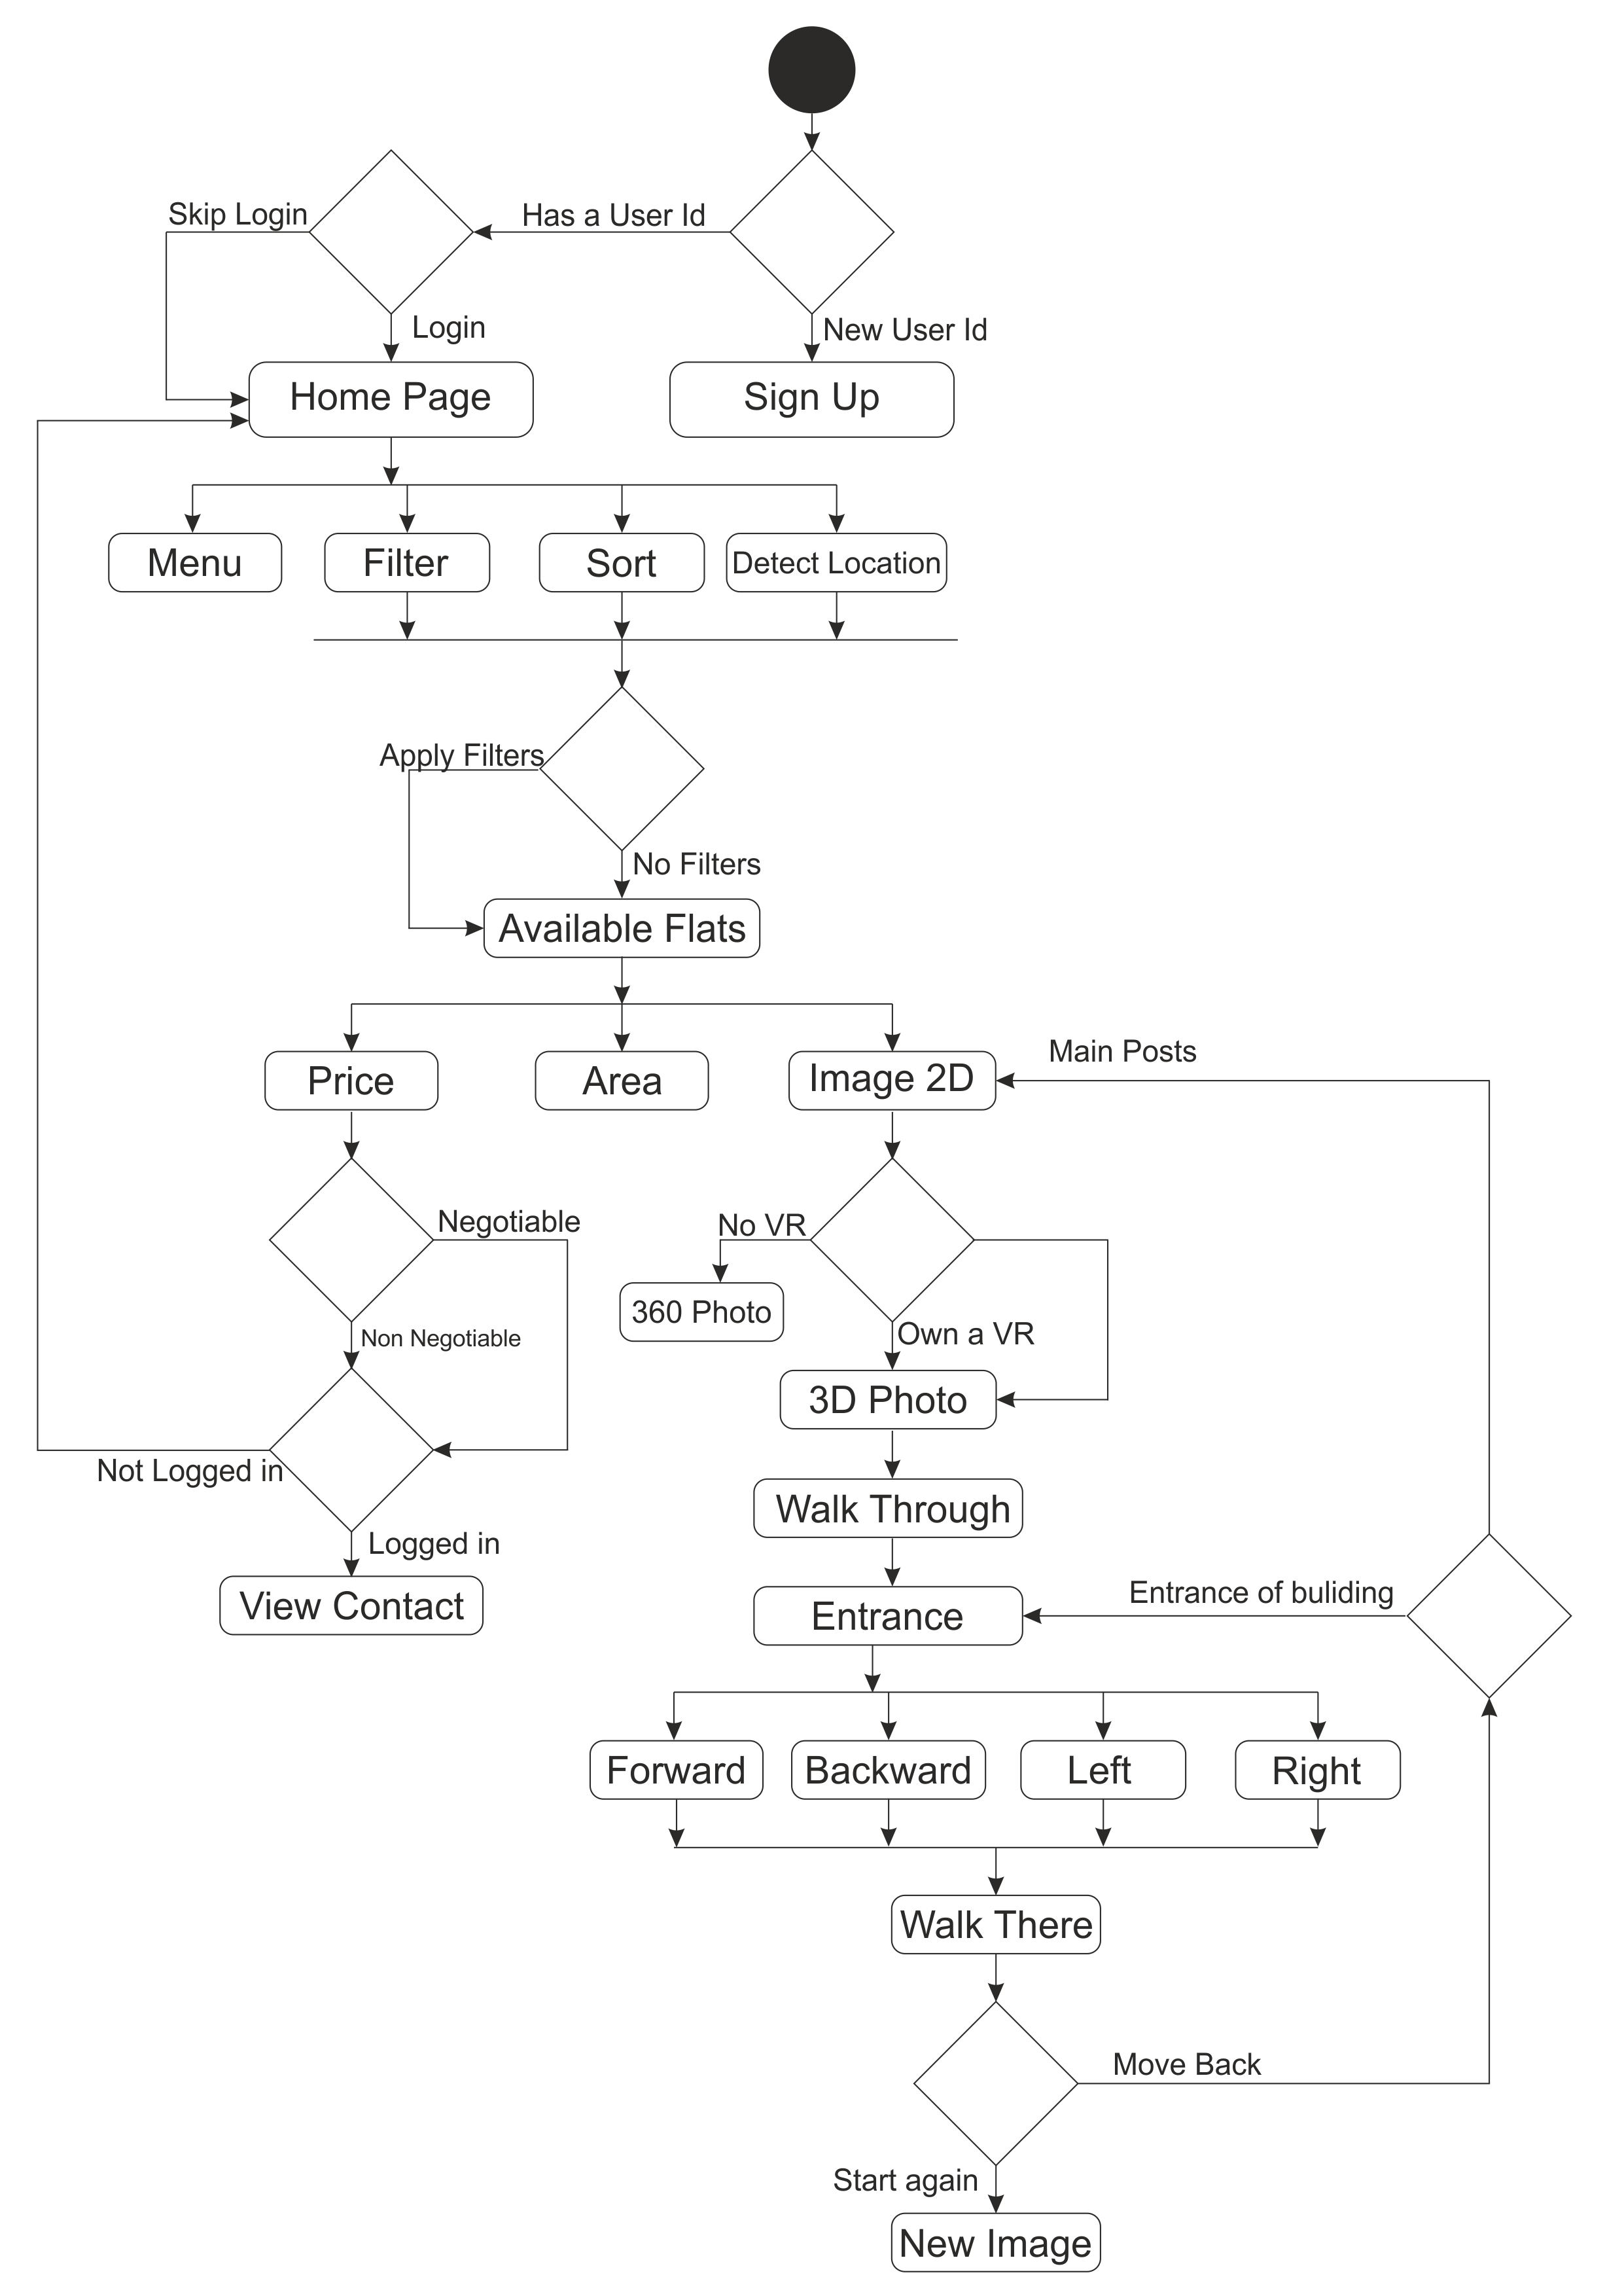 Skip Login
Has a User Id
Login
New User Id
Home Page
Sign Up
Menu
Filter
Sort
Detect Location
Apply Filters
No Filters
Available Flats
Main Posts
Price
Area
Image 2D
Negotiable
No VR
360 Photo
Non Negotiable
Own a VR
3D Photo
Not Logged in
Walk Through
Logged in
View Contact
Entrance of buliding
Entrance
Forward
Backward
Left
Right
Walk There
Move Back
Start again
New Image